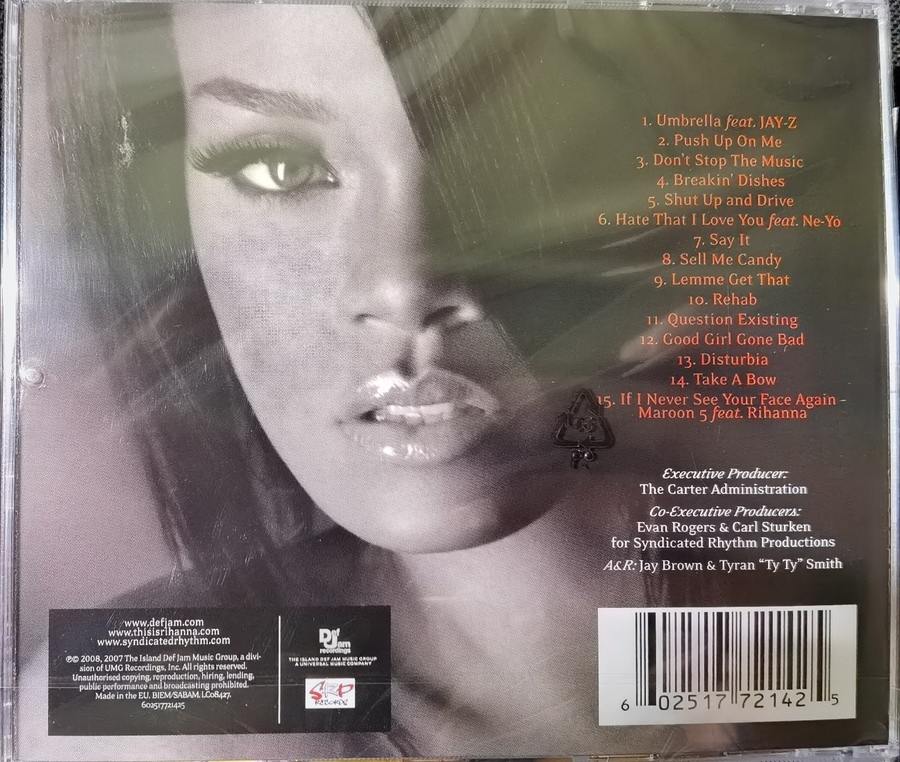 1. Umbrella feat. JAY-Z
2. Push Up On Me
3. Don't Stop The Music
4. Breakin' Dishes
5. Shut Up and Drive
6. Hate That I Love You feat. Ne-Yo
7. Say It
8. Sell Me Candy
9. Lemme Get That
10. Rehab
11. Question Existing
12. Good Girl Gone Bad
13. Disturbia
14. Take A Bow
15. If I Never See Your Face Again -
Maroon 5 feat. Rihanna
Executive Producer:
The Carter Administration
Co-Executive Producers:
Evan Rogers & Carl Sturken
for Syndicated Rhythm Productions
A&R: Jay Brown & Tyran "Ty Ty" Smith
www.defjam.com
www.thisisrihanna.com
www.syndicatedrhythm.com
℗© 2008, 2007 The Island Def Jam Music Group, a divi-
sion of UMG Recordings, Inc. All rights reserved.
Unauthorised copying, reproduction, hiring, lending,
public performance and broadcasting prohibited.
Made in the EU. BIEM/SABAM. LC08427.
602517721425
Def Jam
recordings
THE ISLAND DEF JAM MUSIC GROUP
A UNIVERSAL MUSIC COMPANY
SRP
RECORDS
6 02517 72142 5